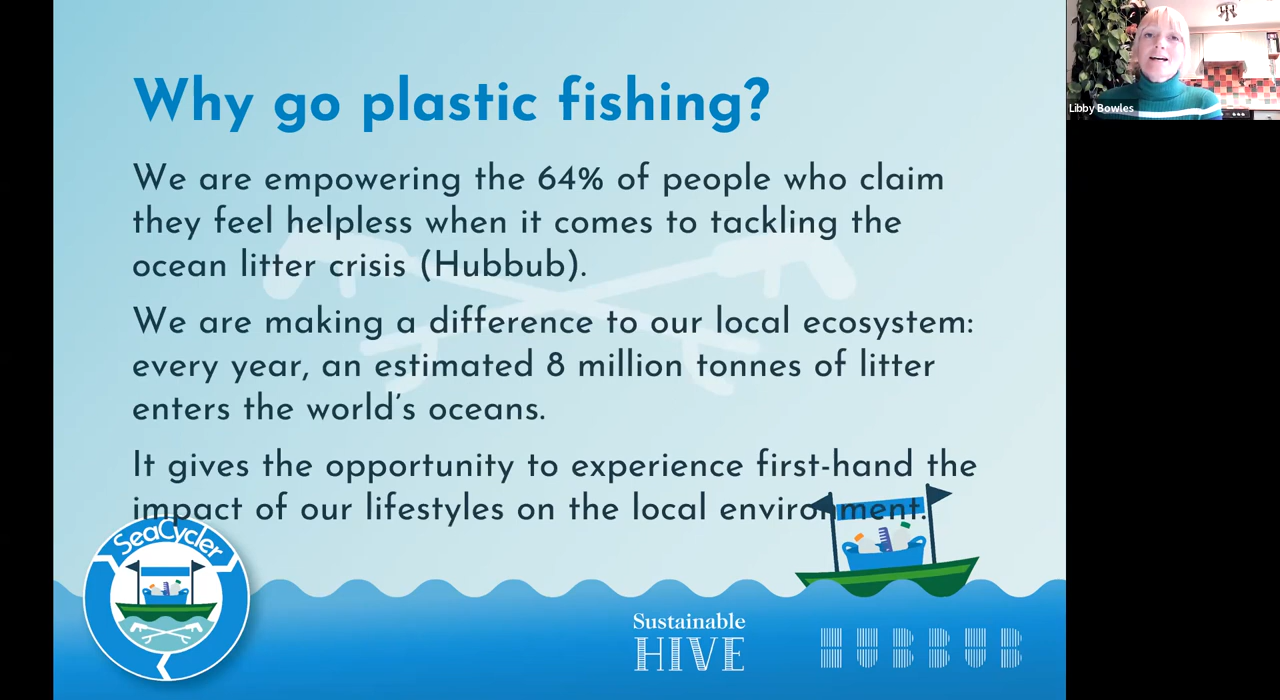 Why go plastic fishing?
We are empowering the 64% of people who claim
they feel helpless when it comes to tackling the
ocean litter crisis (Hubbub).
We are making a difference to our local ecosystem:
every year, an estimated 8 million tonnes of litter
enters the world's oceans.
It gives the opportunity to experience first-hand the
impact of our lifestyles on the local environment.
SeaCycler
Sustainable
HIVE
HUBBUB
Libby Bowles